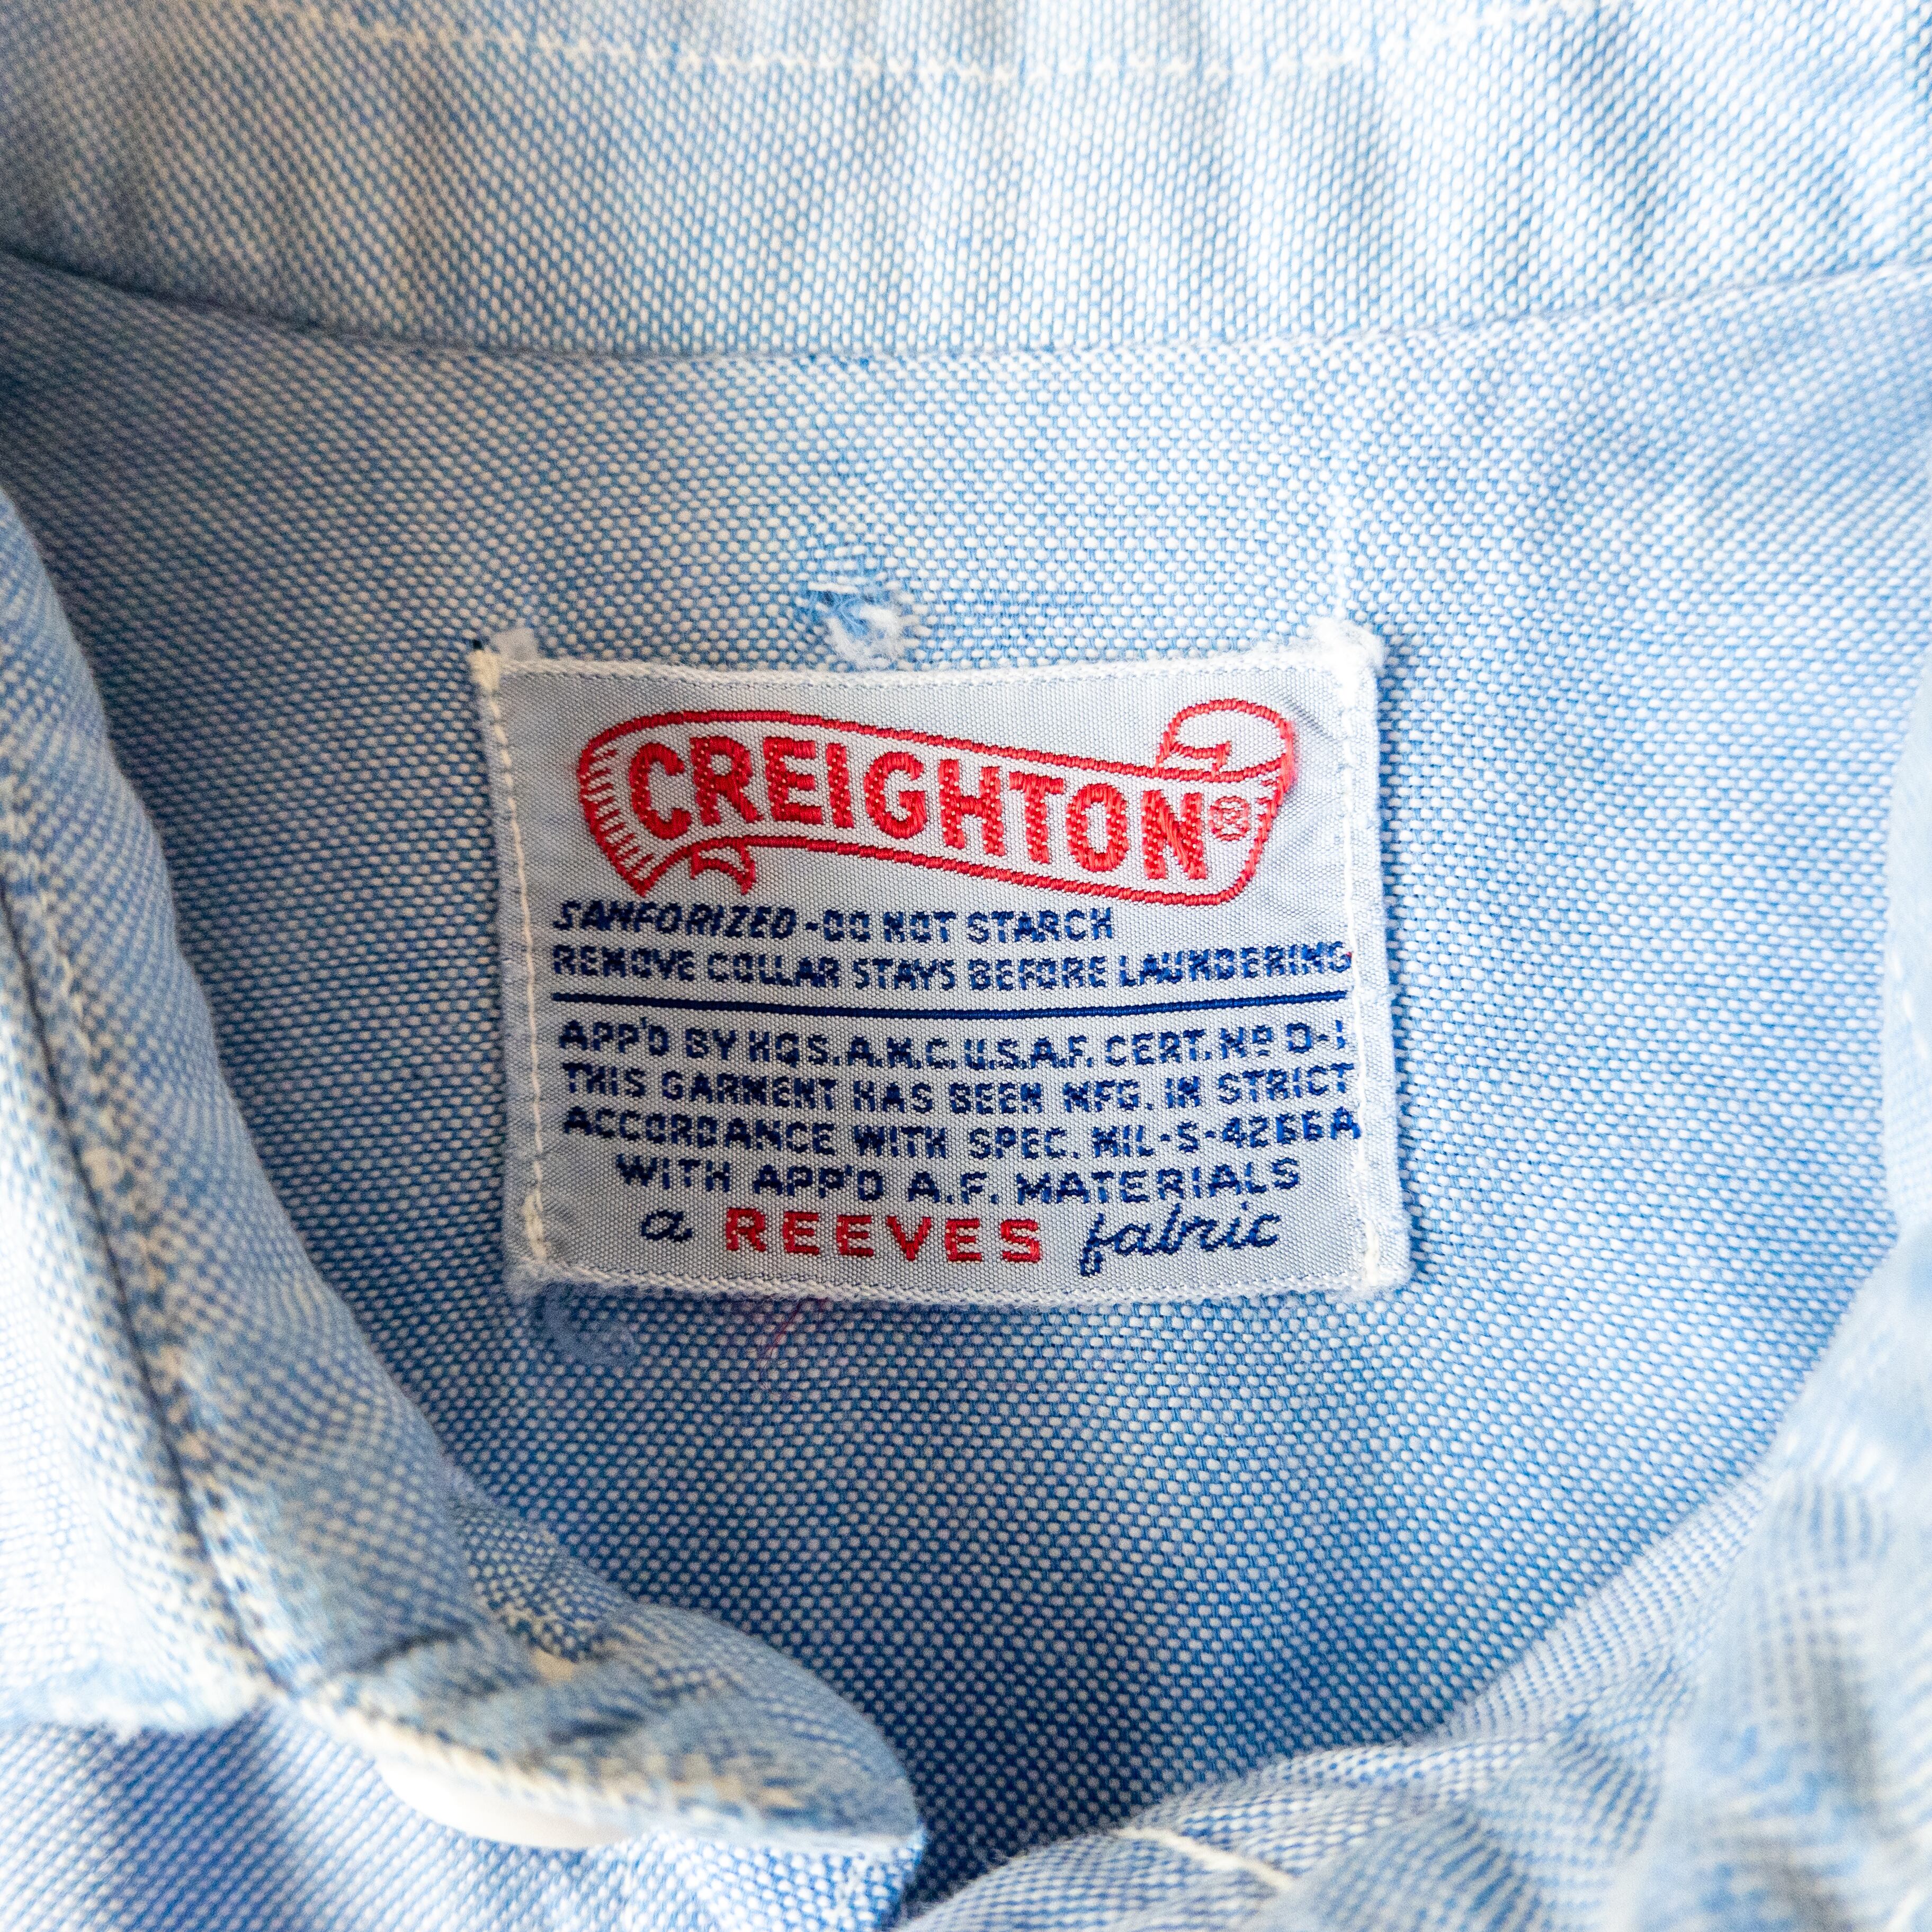 CREIGHTON®
SANFORIZED-DO NOT STARCH
REMOVE COLLAR STAYS BEFORE LAUNDERING
APP'D BY HQS.A.M.C.U.S.A.F. CERT. Nº D-1
THIS GARMENT HAS BEEN MFG. IN STRICT
ACCORDANCE WITH SPEC. MIL-S-4266A
WITH APP'D A.F. MATERIALS
a REEVES fabric